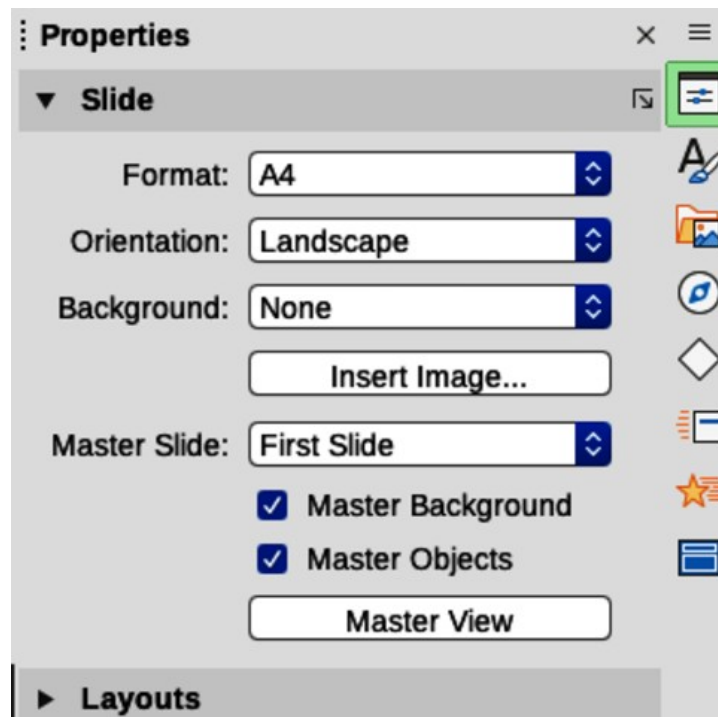 Properties
Slide
Format: A4
Orientation: Landscape
Background: None
Insert Image...
Master Slide: First Slide
Master Background
Master Objects
Master View
Layouts